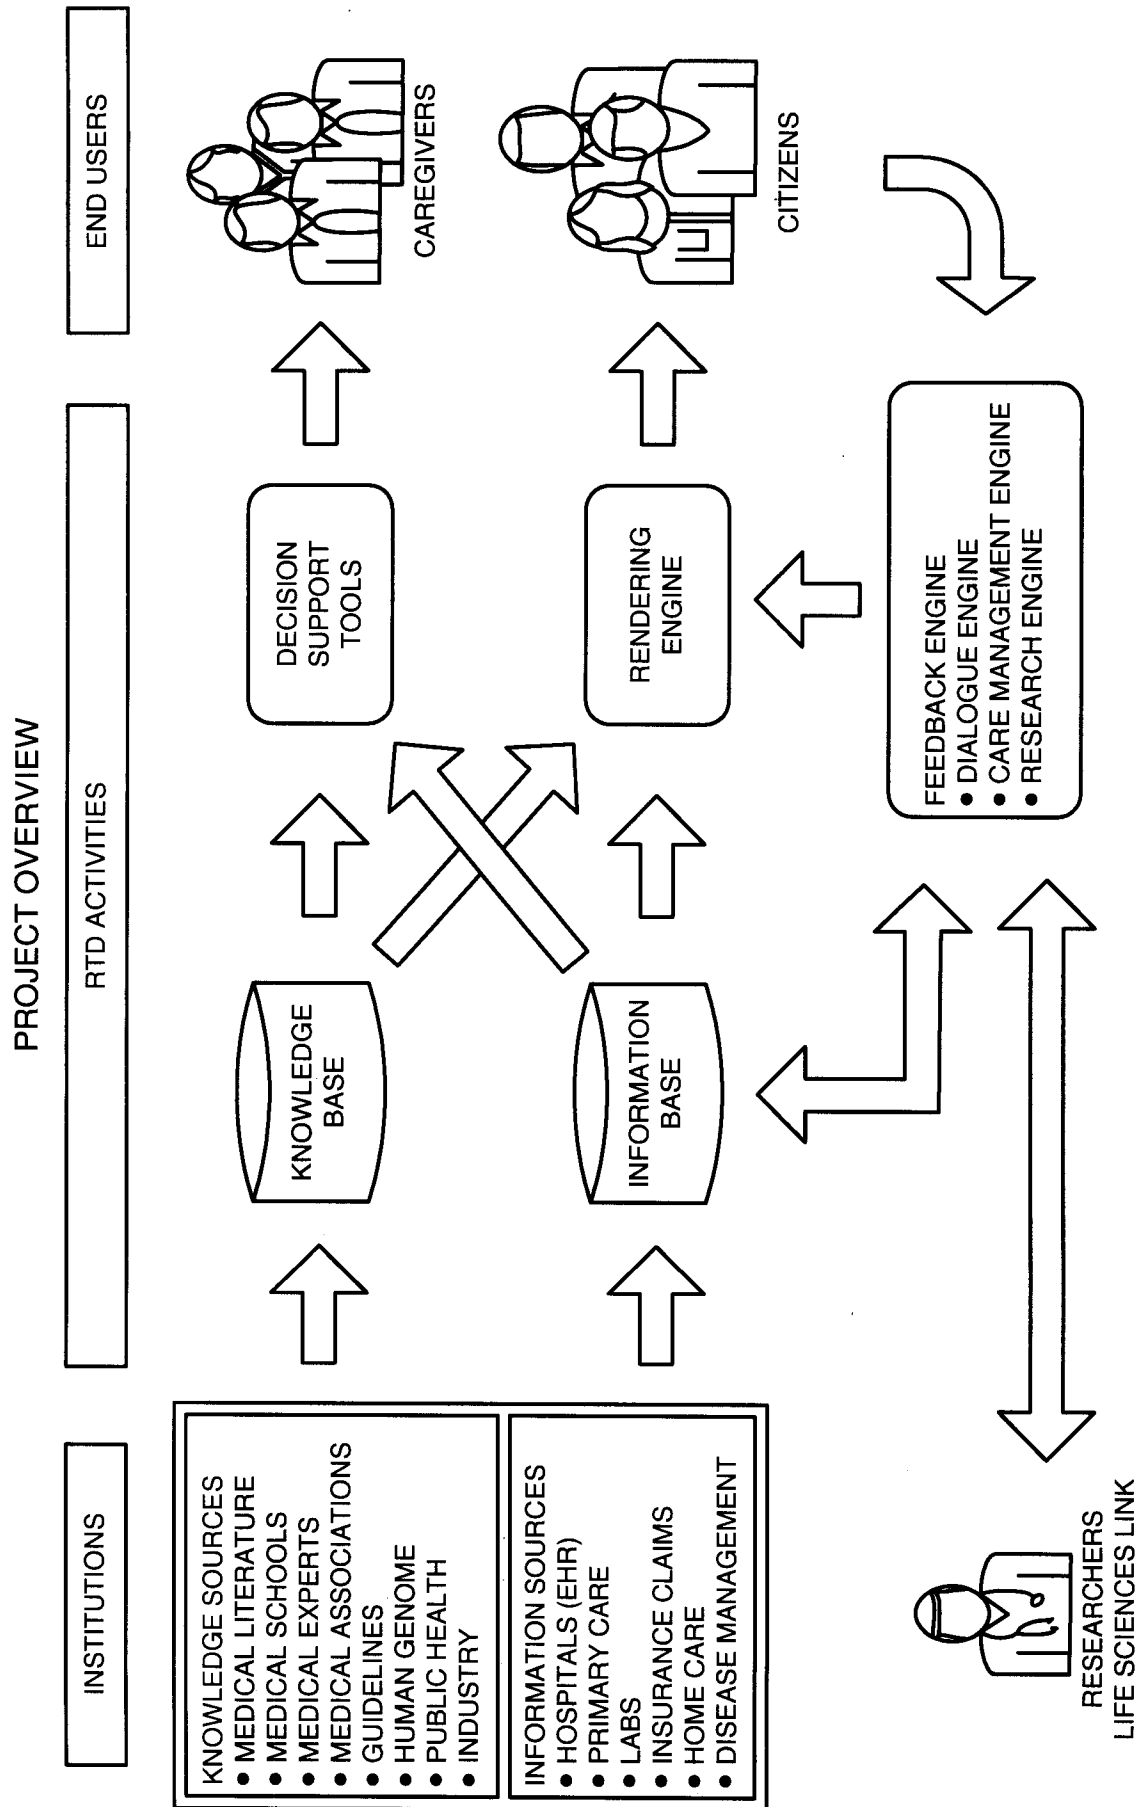 PROJECT OVERVIEW
INSTITUTIONS
RTD ACTIVITIES
END USERS
KNOWLEDGE SOURCES
● MEDICAL LITERATURE
● MEDICAL SCHOOLS
● MEDICAL EXPERTS
● MEDICAL ASSOCIATIONS
● GUIDELINES
● HUMAN GENOME
● PUBLIC HEALTH
● INDUSTRY
KNOWLEDGE
BASE
DECISION
SUPPORT
TOOLS
CAREGIVERS
INFORMATION SOURCES
● HOSPITALS (EHR)
● PRIMARY CARE
● LABS
● INSURANCE CLAIMS
● HOME CARE
● DISEASE MANAGEMENT
INFORMATION
BASE
RENDERING
ENGINE
CITIZENS
FEEDBACK ENGINE
● DIALOGUE ENGINE
● CARE MANAGEMENT ENGINE
● RESEARCH ENGINE
RESEARCHERS
LIFE SCIENCES LINK